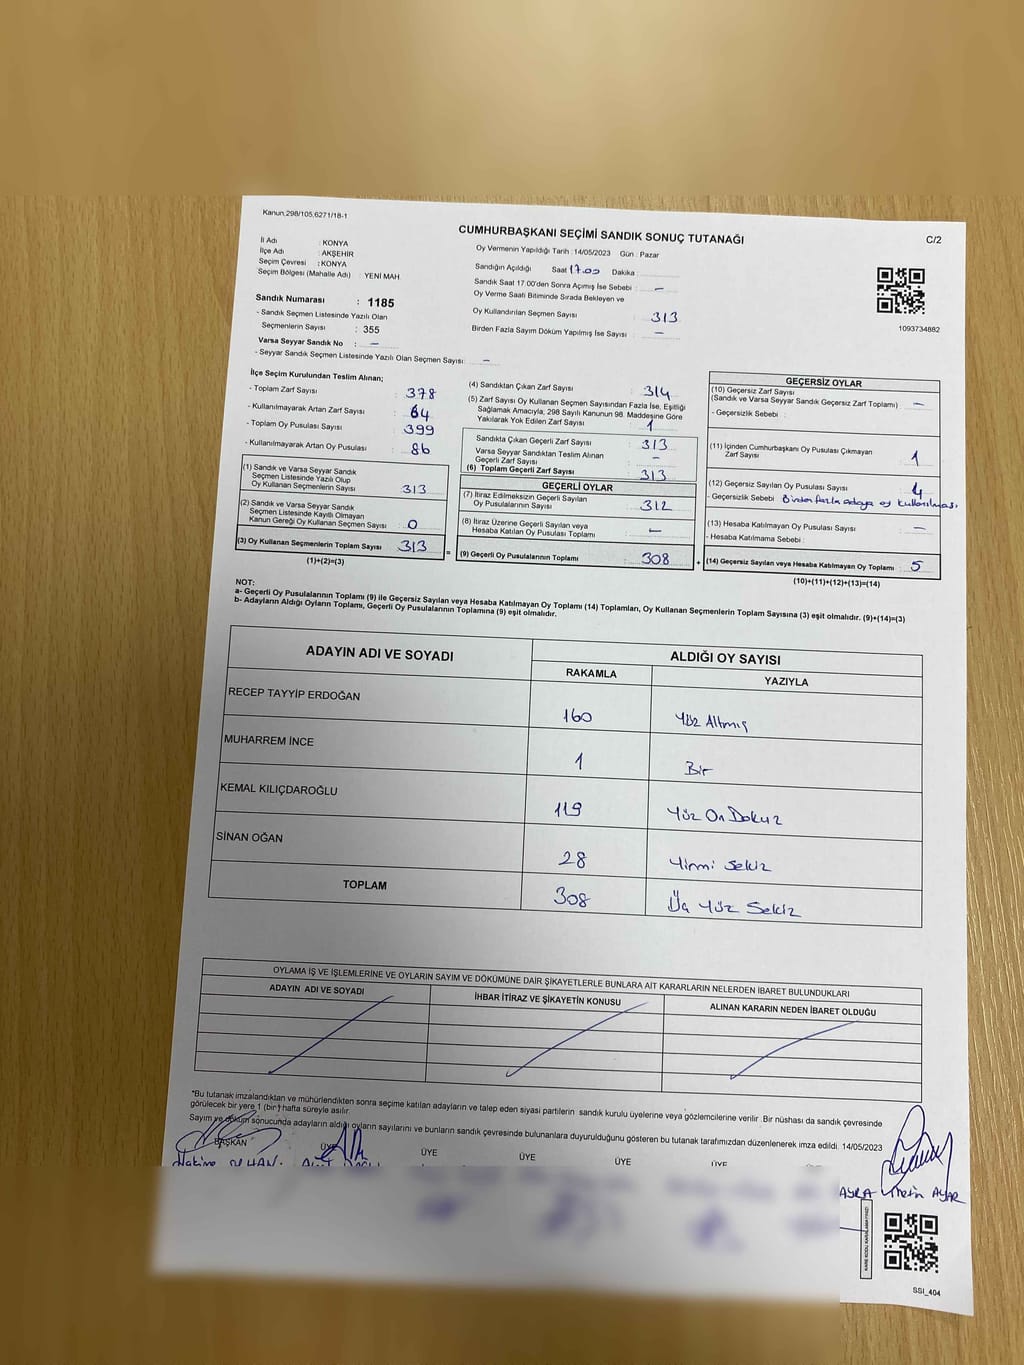 Kanun,298/105,6271/18-1
CUMHURBAŞKANI SEÇİMİ SANDIK SONUÇ TUTANAĞI
C/2
İl Adı : KONYA
İlçe Adı : AKŞEHİR
Seçim Çevresi : KONYA
Seçim Bölgesi (Mahalle Adı) : YENİ MAH.
Sandık Numarası : 1185
- Sandık Seçmen Listesinde Yazılı Olan
Seçmenlerin Sayısı : 355
Varsa Seyyar Sandık No : -
- Seyyar Sandık Seçmen Listesinde Yazılı Olan Seçmen Sayısı: -
Oy Vermenin Yapıldığı Tarih : 14/05/2023 Gün : Pazar
Sandığın Açıldığı Saat 17.00 Dakika :
Sandık Saat 17.00'den Sonra Açımış İse Sebebi : -
Oy Verme Saati Bitiminde Sırada Bekleyen ve
Oy Kullandırılan Seçmen Sayısı : 313
Birden Fazla Sayım Döküm Yapılmış İse Sayısı : -
1093734882
İlçe Seçim Kurulundan Teslim Alınan;
- Toplam Zarf Sayısı : 378
- Kullanılmayarak Artan Zarf Sayısı : 64
- Toplam Oy Pusulası Sayısı : 399
- Kullanılmayarak Artan Oy Pusulası : 86
(1) Sandık ve Varsa Seyyar Sandık
Seçmen Listesinde Yazılı Olup
Oy Kullanan Seçmenlerin Sayısı : 313
(2) Sandık ve Varsa Seyyar Sandık
Seçmen Listesinde Kayıtlı Olmayan
Kanun Gereği Oy Kullanan Seçmen Sayısı : 0
(3) Oy Kullanan Seçmenlerin Toplam Sayısı : 313
(1)+(2)=(3)
=
(4) Sandıktan Çıkan Zarf Sayısı : 314
(5) Zarf Sayısı Oy Kullanan Seçmen Sayısından Fazla İse, Eşitliği
Sağlamak Amacıyla, 298 Sayılı Kanunun 98. Maddesine Göre
Yakılarak Yok Edilen Zarf Sayısı : 1
Sandıkta Çıkan Geçerli Zarf Sayısı : 313
Varsa Seyyar Sandıktan Teslim Alınan
Geçerli Zarf Sayısı : -
(6) Toplam Geçerli Zarf Sayısı : 313
GEÇERLİ OYLAR
(7) İtiraz Edilmeksizin Geçerli Sayılan
Oy Pusulalarının Sayısı : 312
(8) İtiraz Üzerine Geçerli Sayılan veya
Hesaba Katılan Oy Pusulaları Toplamı : -
(9) Geçerli Oy Pusulalarının Toplamı : 308
+
GEÇERSİZ OYLAR
(10) Geçersiz Zarf Sayısı
(Sandık ve Varsa Seyyar Sandık Geçersiz Zarf Toplamı) : -
- Geçersizlik Sebebi :
(11) İçinden Cumhurbaşkanı Oy Pusulası Çıkmayan
Zarf Sayısı : 1
(12) Geçersiz Sayılan Oy Pusulası Sayısı : 4
- Geçersizlik Sebebi : Birden fazla adaya oy kullanılması
(13) Hesaba Katılmayan Oy Pusulası Sayısı : -
- Hesaba Katılmama Sebebi :
(14) Geçersiz Sayılan veya Hesaba Katılmayan Oy Toplamı : 5
(10)+(11)+(12)+(13)=(14)
NOT:
a- Geçerli Oy Pusulalarının Toplamı (9) ile Geçersiz Sayılan veya Hesaba Katılmayan Oy Toplamı (14) Toplamları, Oy Kullanan Seçmenlerin Toplam Sayısına (3) eşit olmalıdır. (9)+(14)=(3)
b- Adayların Aldığı Oyların Toplamı, Geçerli Oy Pusulalarının Toplamına (9) eşit olmalıdır.
ADAYIN ADI VE SOYADI
ALDIĞI OY SAYISI
RAKAMLA YAZIYLA
RECEP TAYYİP ERDOĞAN 160 Yüz Altmış
MUHARREM İNCE 1 Bir
KEMAL KILIÇDAROĞLU 119 Yüz On Dokuz
SİNAN OĞAN 28 Yirmi Sekiz
TOPLAM 308 Üç Yüz Sekiz
OYLAMA İŞ VE İŞLEMLERİNE VE OYLARIN SAYIM VE DÖKÜMÜNE DAİR ŞİKAYETLERLE BUNLARA AİT KARARLARIN NELERDEN İBARET BULUNDUKLARI
ADAYIN ADI VE SOYADI İHBAR İTİRAZ VE ŞİKAYETİN KONUSU ALINAN KARARIN NEDEN İBARET OLDUĞU
*Bu tutanak imzalandıktan ve mühürlendikten sonra seçime katılan adayların ve talep eden siyasi partilerin sandık kurulu üyelerine veya gözlemcilerine verilir. Bir nüshası da sandık çevresinde
görülecek bir yere 1 (bir) hafta süreyle asılır.
Sayım ve döküm sonucunda adayların aldığı oyların sayılarını ve bunların sandık çevresinde bulunanlara duyurulduğunu gösteren bu tutanak tarafımızdan düzenlenerek imza edildi. 14/05/2023
BAŞKAN ÜYE ÜYE ÜYE ÜYE ÜYE
Metin
SSI_404